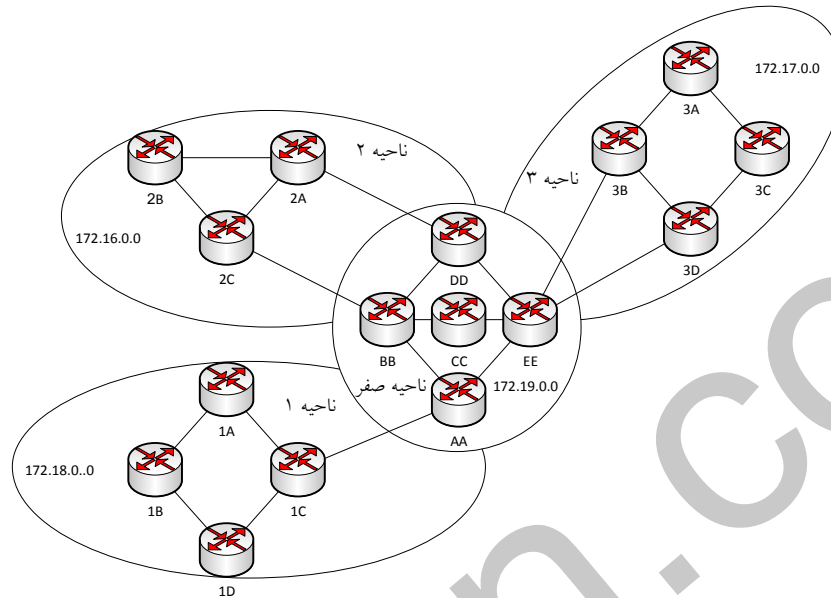 3A
172.17.0.0
ناحیه ۲
2B
2A
3B
3C
ناحیه ۳
172.16.0.0
2C
DD
3D
BB
CC
EE
ناحیه صفر
172.19.0.0
AA
1A
ناحیه ۱
172.18.0..0
1B
1C
1D